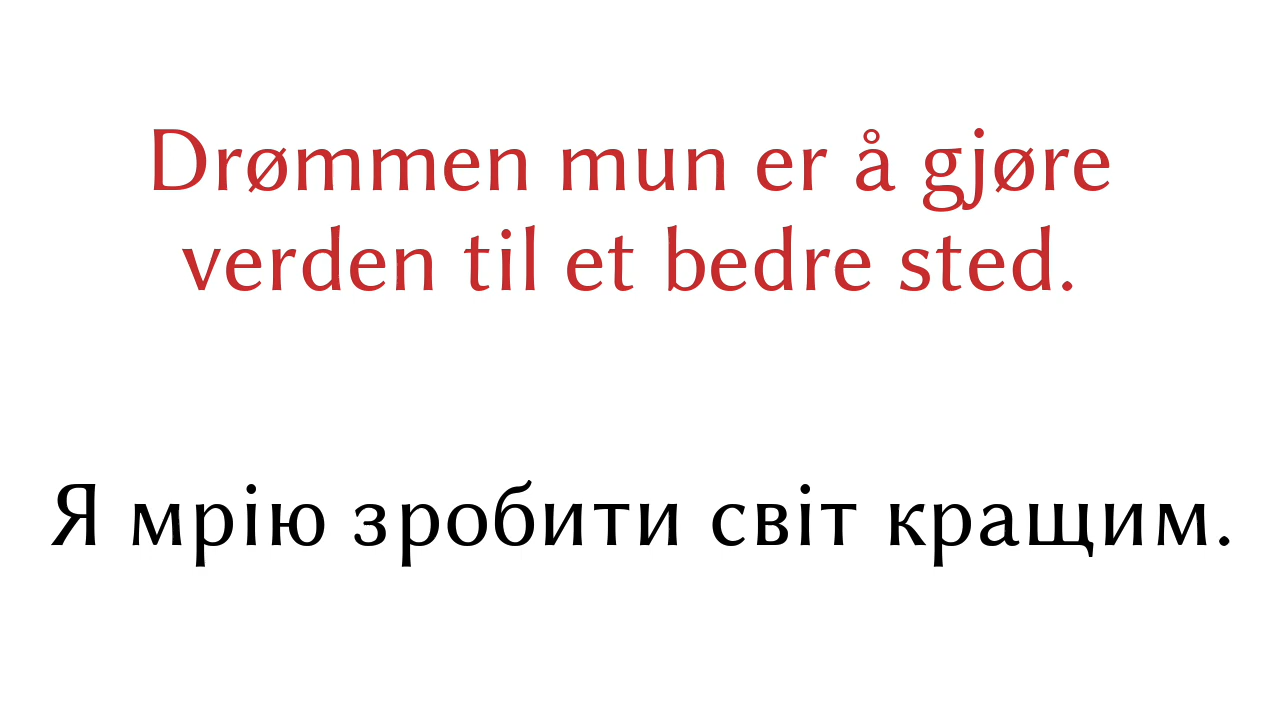 Drømmen mun er å gjøre
verden til et bedre sted.
Я мрію зробити світ кращим.